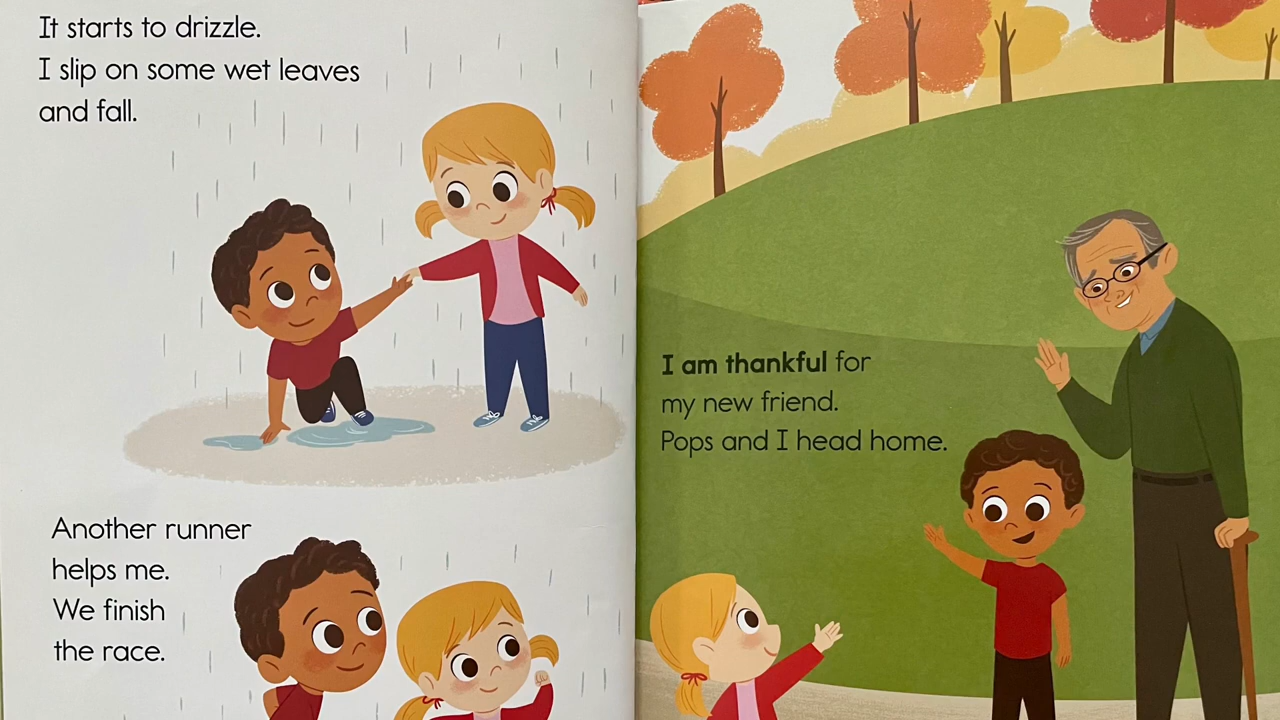 It starts to drizzle.
I slip on some wet leaves
and fall.
Another runner
helps me.
We finish
the race.
I am thankful for
my new friend.
Pops and I head home.